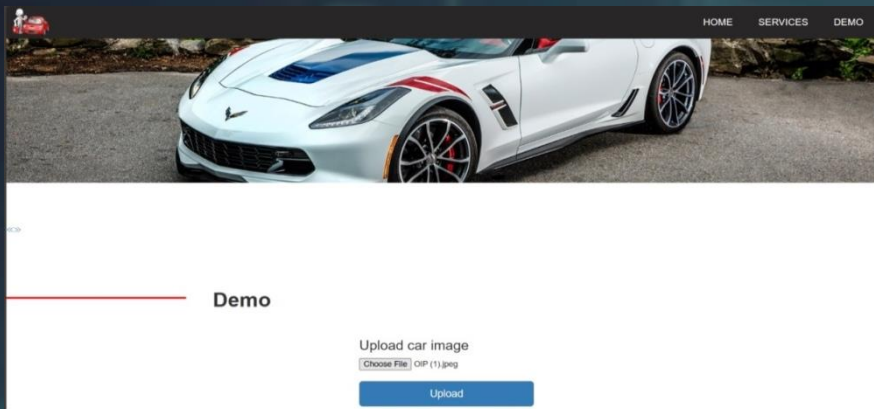 HOME SERVICES DEMO
Demo
Upload car image
Choose File OIP (1).jpeg
Upload